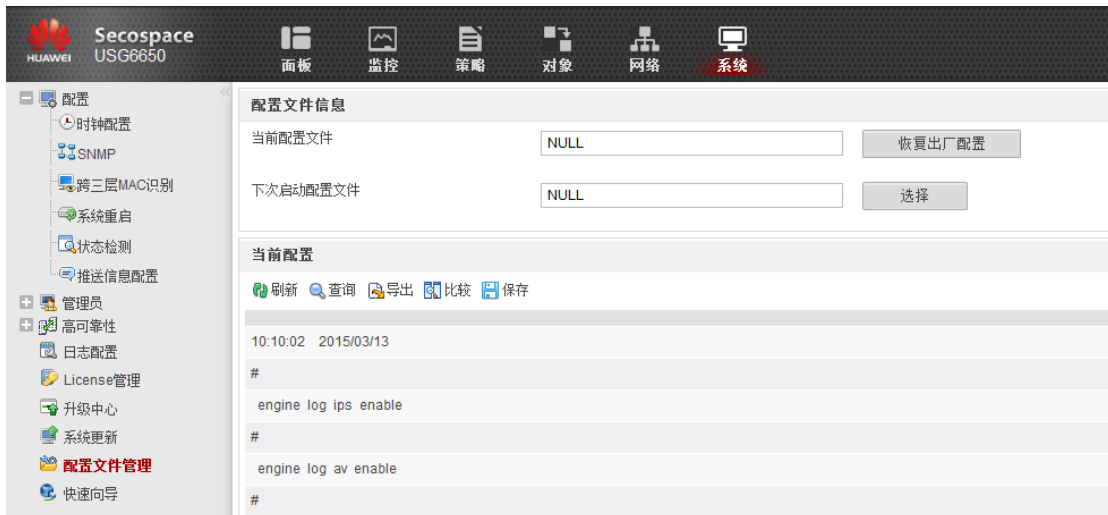 HUAWEI
Secospace
USG6650
面板
监控
策略
对象
网络
系统
配置
时钟配置
SNMP
跨三层MAC识别
系统重启
状态检测
推送信息配置
管理员
高可靠性
日志配置
License管理
升级中心
系统更新
配置文件管理
快速向导
配置文件信息
当前配置文件 NULL 恢复出厂配置
下次启动配置文件 NULL 选择
当前配置
刷新 查询 导出 比较 保存
10:10:02 2015/03/13
#
engine log ips enable
#
engine log av enable
#